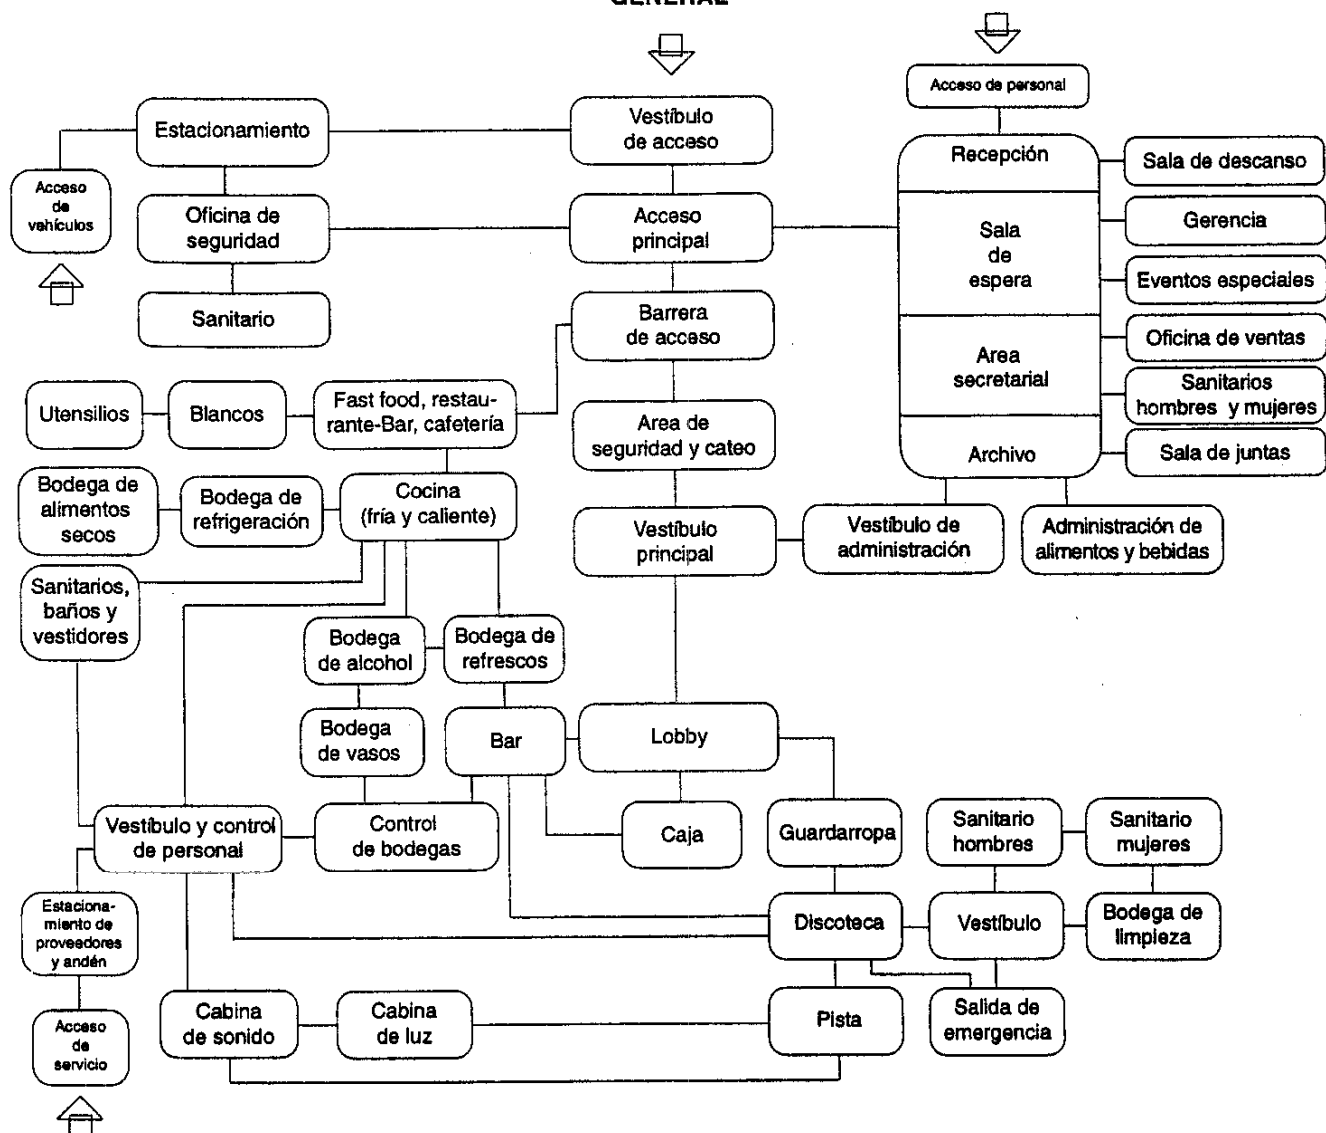 GENERAL
Acceso de personal
Estacionamiento
Vestíbulo
de acceso
Recepción
Sala de descanso
Acceso
de
vehículos
Oficina de
seguridad
Acceso
principal
Sala
de
espera
Gerencia
Eventos especiales
Sanitario
Barrera
de acceso
Oficina de ventas
Area
secretarial
Sanitarios
hombres y mujeres
Utensilios
Blancos
Fast food, restau-
rante-Bar, cafetería
Area de
seguridad y cateo
Archivo
Sala de juntas
Bodega de
alimentos
secos
Bodega de
refrigeración
Cocina
(fría y caliente)
Vestíbulo
principal
Vestíbulo de
administración
Administración de
alimentos y bebidas
Sanitarios,
baños y
vestidores
Bodega
de alcohol
Bodega de
refrescos
Bodega
de vasos
Bar
Lobby
Vestíbulo y control
de personal
Control
de bodegas
Caja
Guardarropa
Sanitario
hombres
Sanitario
mujeres
Estaciona-
miento de
proveedores
y andén
Discoteca
Vestíbulo
Bodega de
limpieza
Acceso
de
servicio
Cabina
de sonido
Cabina
de luz
Pista
Salida de
emergencia